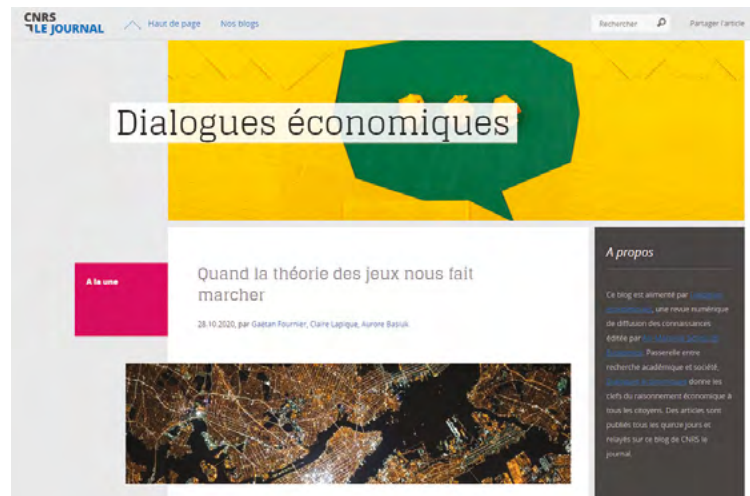 CNRS
LE JOURNAL
Haut de page
Nos blogs
Rechercher
Partager l'article
Dialogues économiques
A la une
Quand la théorie des jeux nous fait
marcher
28.10.2020, par Gaëtan Fournier, Claire Lapique, Aurore Basiuk
A propos
Ce blog est alimenté par
une revue numérique
de diffusion des connaissances
éditée par
Passerelle entre
recherche académique et société,
donne les
clefs du raisonnement économique à
tous les citoyens. Des articles sont
publiés tous les quinze jours et
relayés sur ce blog de CNRS le
journal.